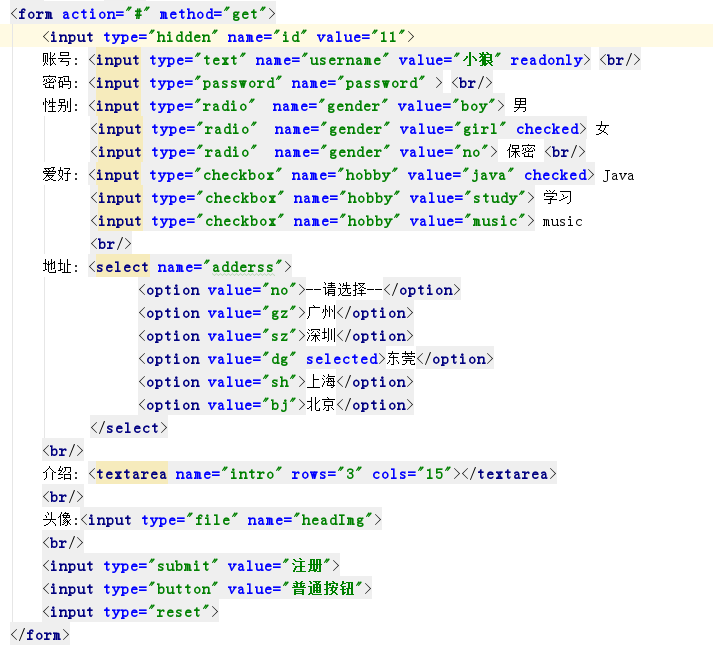 <form action="#" method="get">
<input type="hidden" name="id" value="11">
账号: <input type="text" name="username" value="小狼" readonly> <br/>
密码: <input type="password" name="password" > <br/>
性别: <input type="radio"  name="gender" value="boy"> 男
<input type="radio"  name="gender" value="girl" checked> 女
<input type="radio"  name="gender" value="no"> 保密 <br/>
爱好: <input type="checkbox" name="hobby" value="java" checked> Java
<input type="checkbox" name="hobby" value="study"> 学习
<input type="checkbox" name="hobby" value="music"> music
<br/>
地址: <select name="adderss">
<option value="no">--请选择--</option>
<option value="gz">广州</option>
<option value="sz">深圳</option>
<option value="dg" selected>东莞</option>
<option value="sh">上海</option>
<option value="bj">北京</option>
</select>
<br/>
介绍: <textarea name="intro" rows="3" cols="15"></textarea>
<br/>
头像:<input type="file" name="headImg">
<br/>
<input type="submit" value="注册">
<input type="button" value="普通按钮">
<input type="reset">
</form>